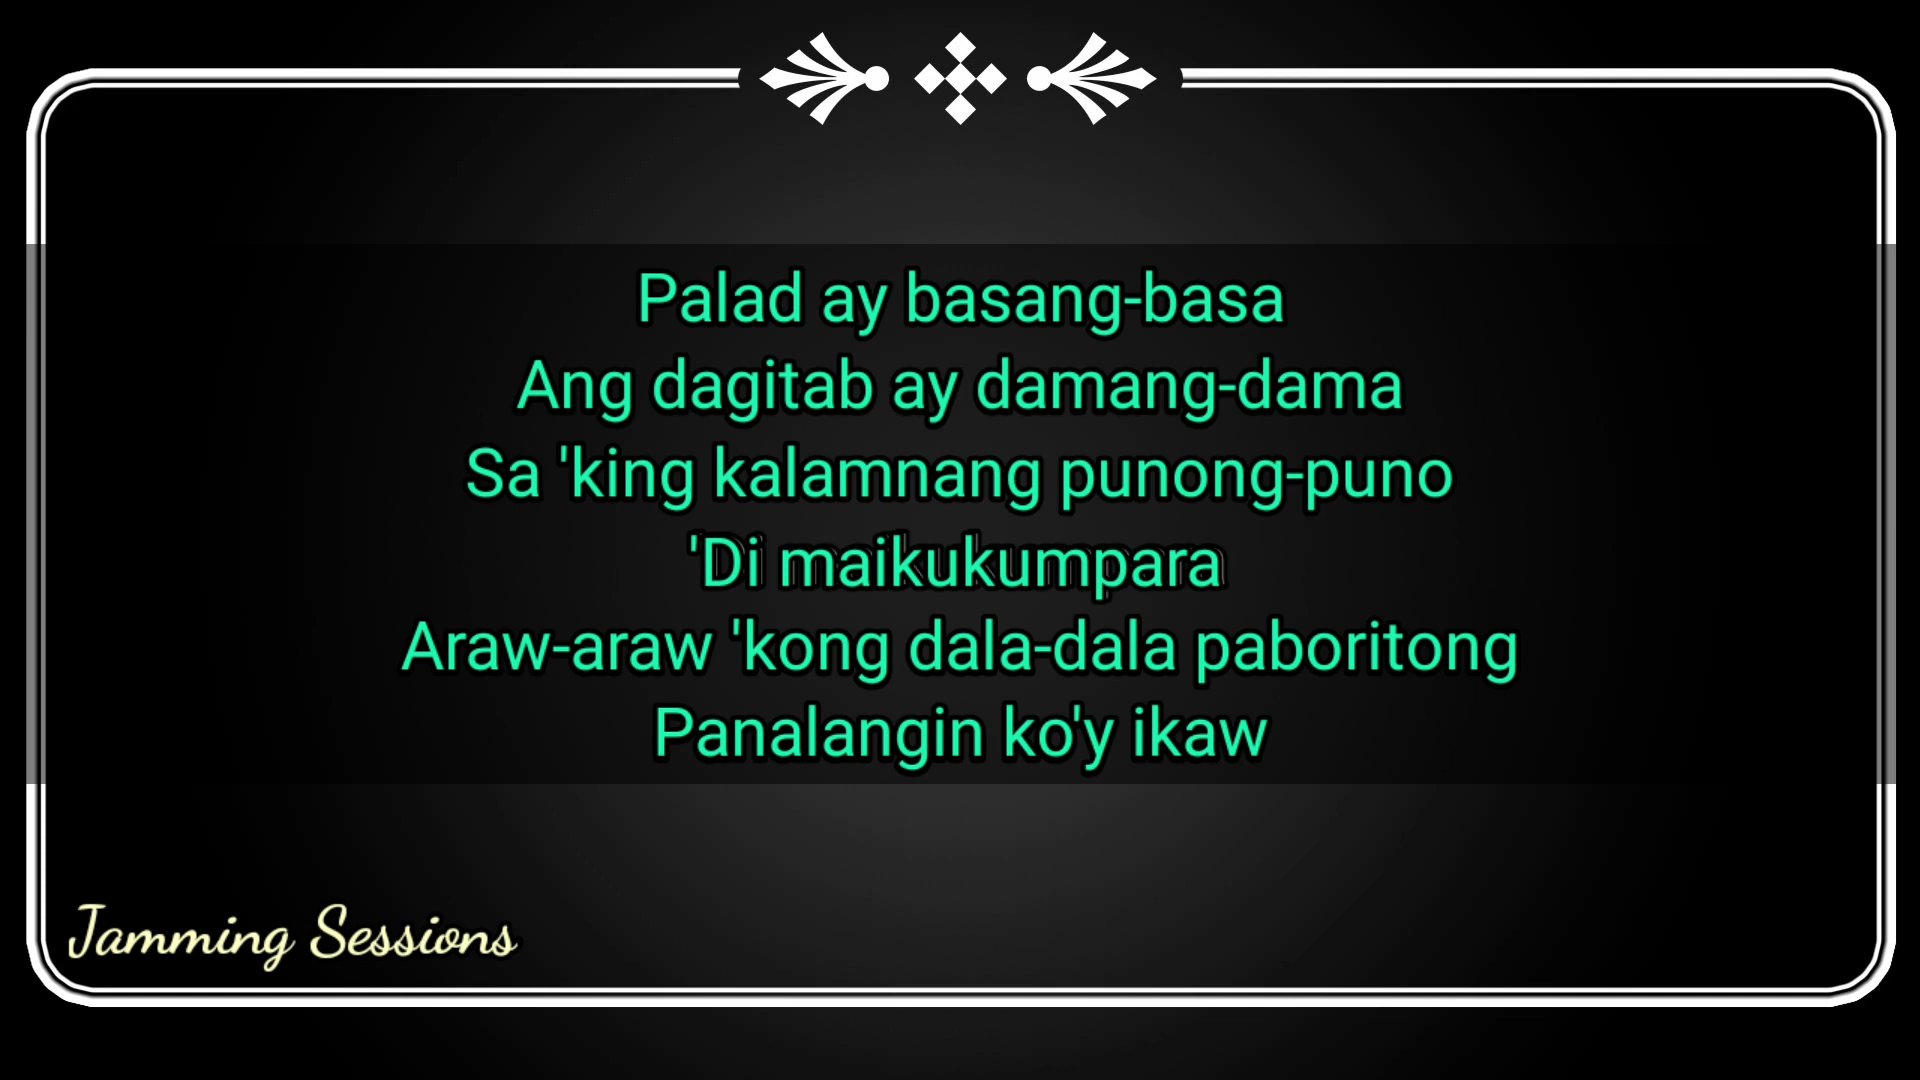 Palad ay basang-basa
Ang dagitab ay damang-dama
Sa 'king kalamnang punong-puno
'Di maikukumpara
Araw-araw 'kong dala-dala paboritong
Panalangin ko'y ikaw
Jamming Sessions